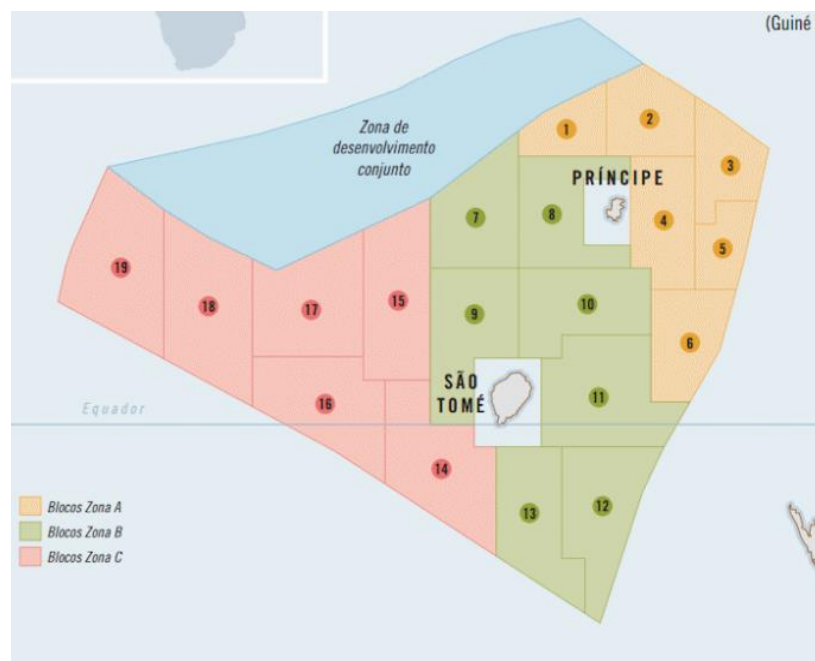 (Guiné
Zona de
desenvolvimento
conjunto
1
2
3
PRÍNCIPE
4
5
6
7
8
9
10
11
12
13
14
15
16
17
18
19
SÃO
TOMÉ
Equador
Blocos Zona A
Blocos Zona B
Blocos Zona C